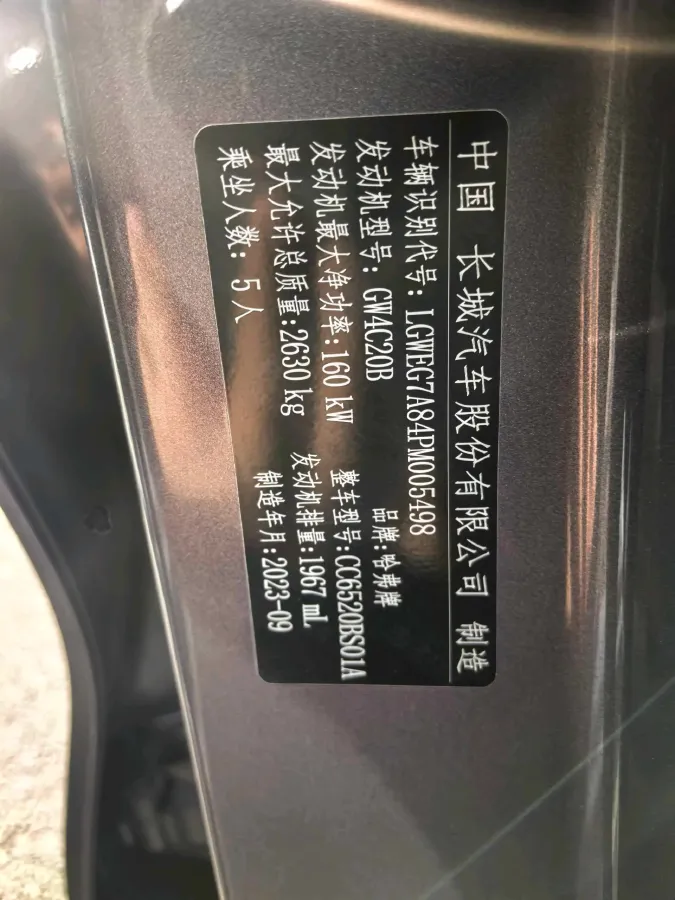 中国 长城汽车股份有限公司 制造
车辆识别代号:LGWEG7A84PM005498
发动机型号:GW4C20B 品牌:哈弗牌
发动机最大净功率:160 kW 整车型号:CC6520BS01A
最大允许总质量:2630 kg 发动机排量:1967 mL
乘坐人数: 5人 制造年月:2023-09